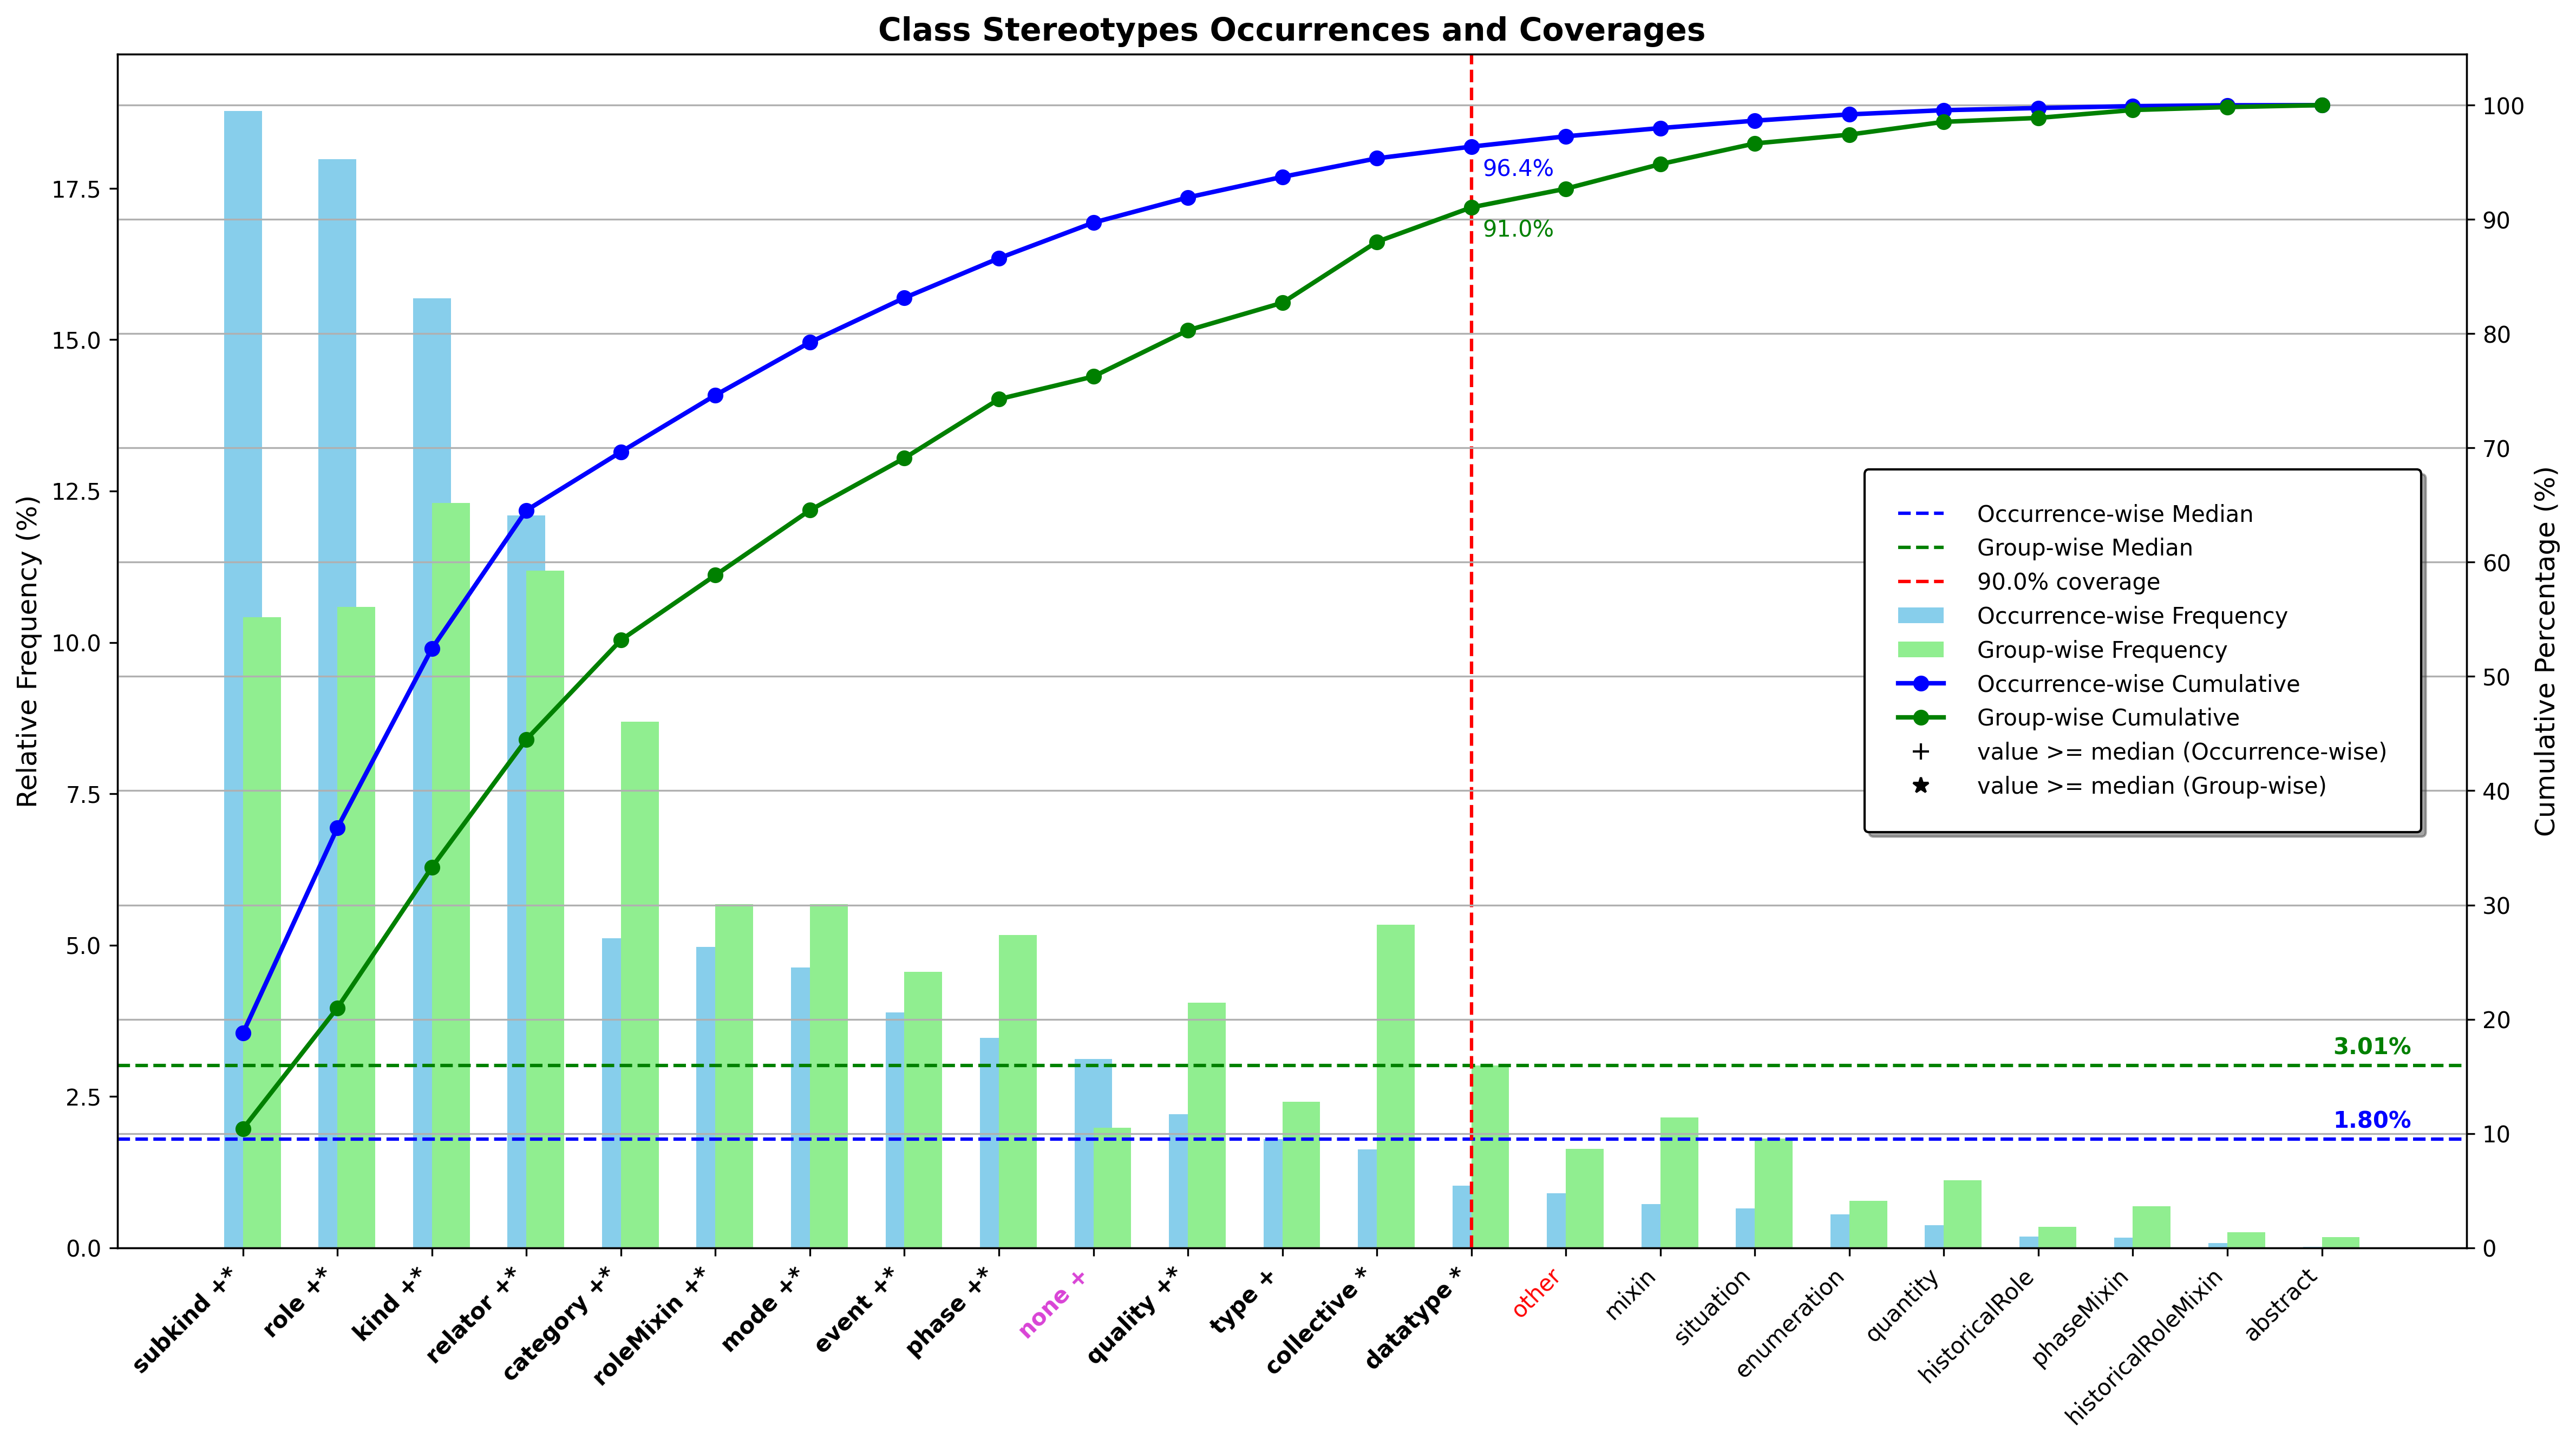 Class Stereotypes Occurrences and Coverages
Relative Frequency (%)
17.5
15.0
12.5
10.0
7.5
5.0
2.5
0.0
96.4%
91.0%
3.01%
1.80%
Occurrence-wise Median
Group-wise Median
90.0% coverage
Occurrence-wise Frequency
Group-wise Frequency
Occurrence-wise Cumulative
Group-wise Cumulative
value >= median (Occurrence-wise)
value >= median (Group-wise)
100
90
80
70
60
50
40
30
20
10
0
Cumulative Percentage (%)
subkind +*
role +*
kind +*
relator +*
category +*
roleMixin +*
mode +*
event +*
phase +*
none +
quality +*
type +
collective *
datatype *
other
mixin
situation
enumeration
quantity
historicalRole
phaseMixin
historicalRoleMixin
abstract